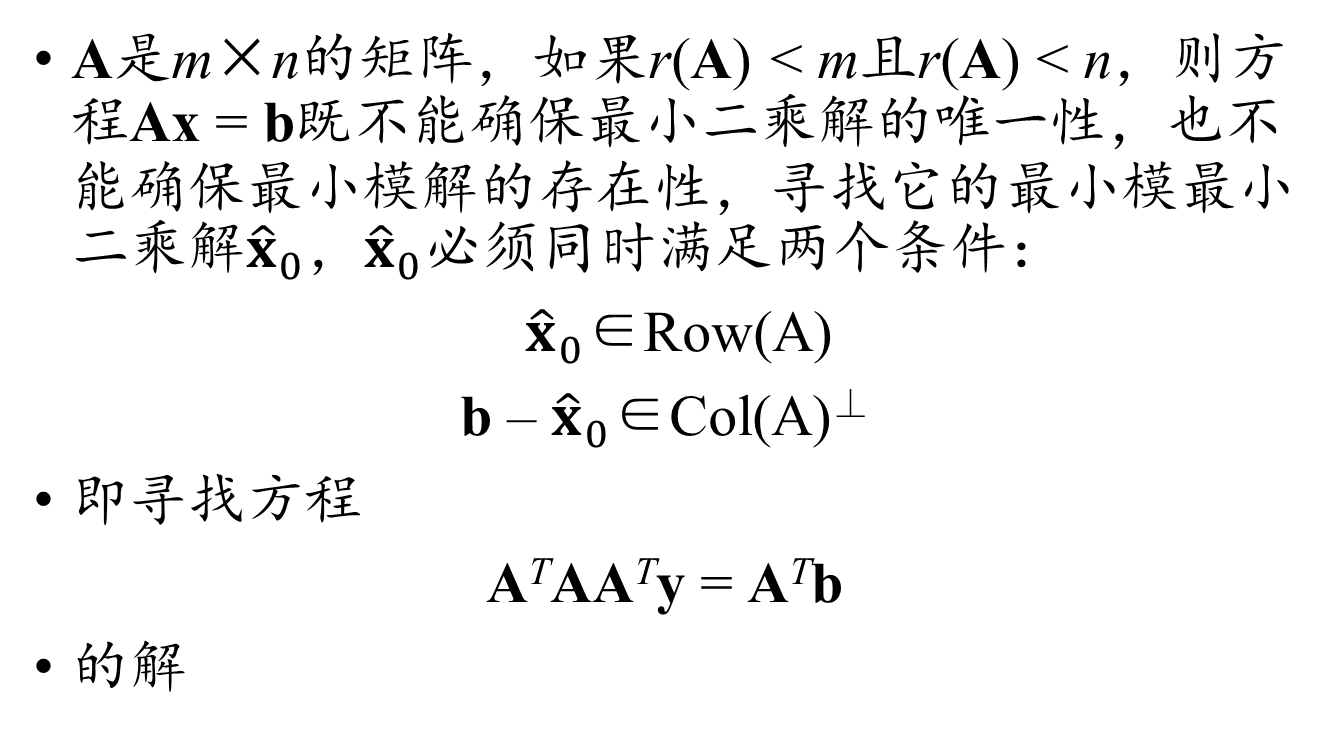 • A是m×n的矩阵，如果r(A) < m且r(A) < n，则方
程Ax = b既不能确保最小二乘解的唯一性，也不
能确保最小模解的存在性，寻找它的最小模最小
二乘解x̂₀，x̂₀必须同时满足两个条件：
x̂₀∈Row(A)
b – x̂₀∈Col(A)⊥
• 即寻找方程
AᵀAAᵀy = Aᵀb
• 的解